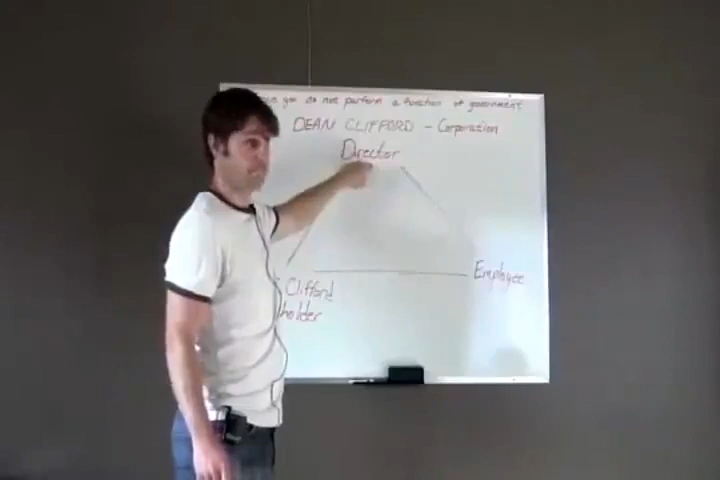 you do not perform a function of government
DEAN CLIFFORD - Corporation
Director
Employee
Clifford
holder